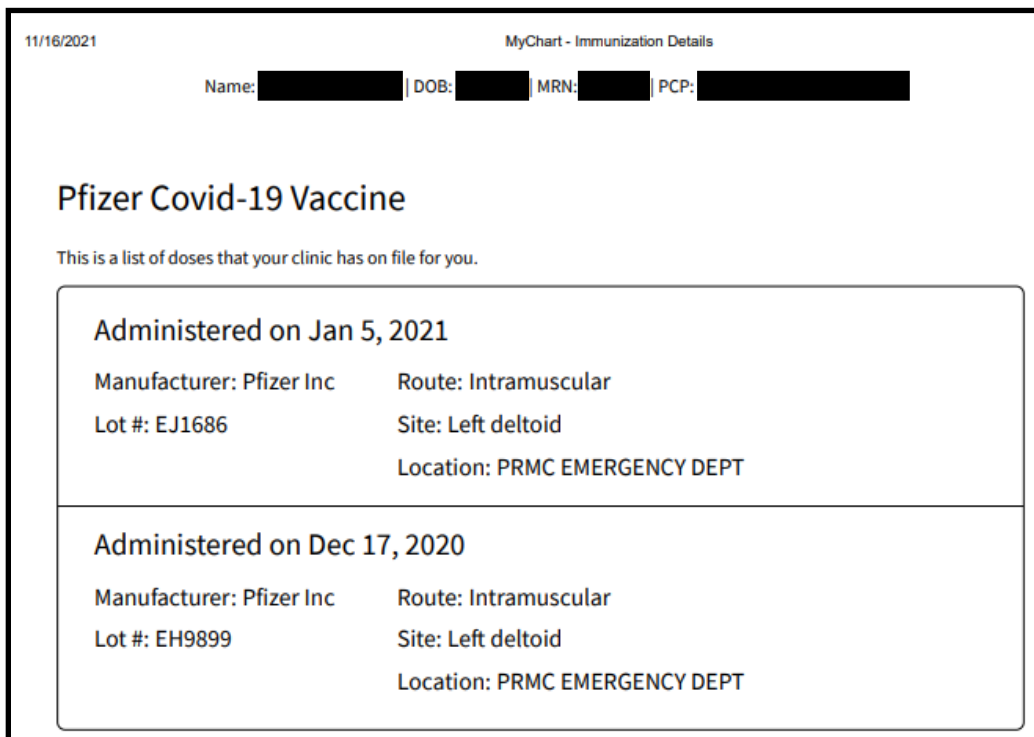 11/16/2021 MyChart - Immunization Details
Name: | DOB: | MRN: | PCP:
Pfizer Covid-19 Vaccine
This is a list of doses that your clinic has on file for you.
Administered on Jan 5, 2021
Manufacturer: Pfizer Inc Route: Intramuscular
Lot #: EJ1686 Site: Left deltoid
Location: PRMC EMERGENCY DEPT
Administered on Dec 17, 2020
Manufacturer: Pfizer Inc Route: Intramuscular
Lot #: EH9899 Site: Left deltoid
Location: PRMC EMERGENCY DEPT